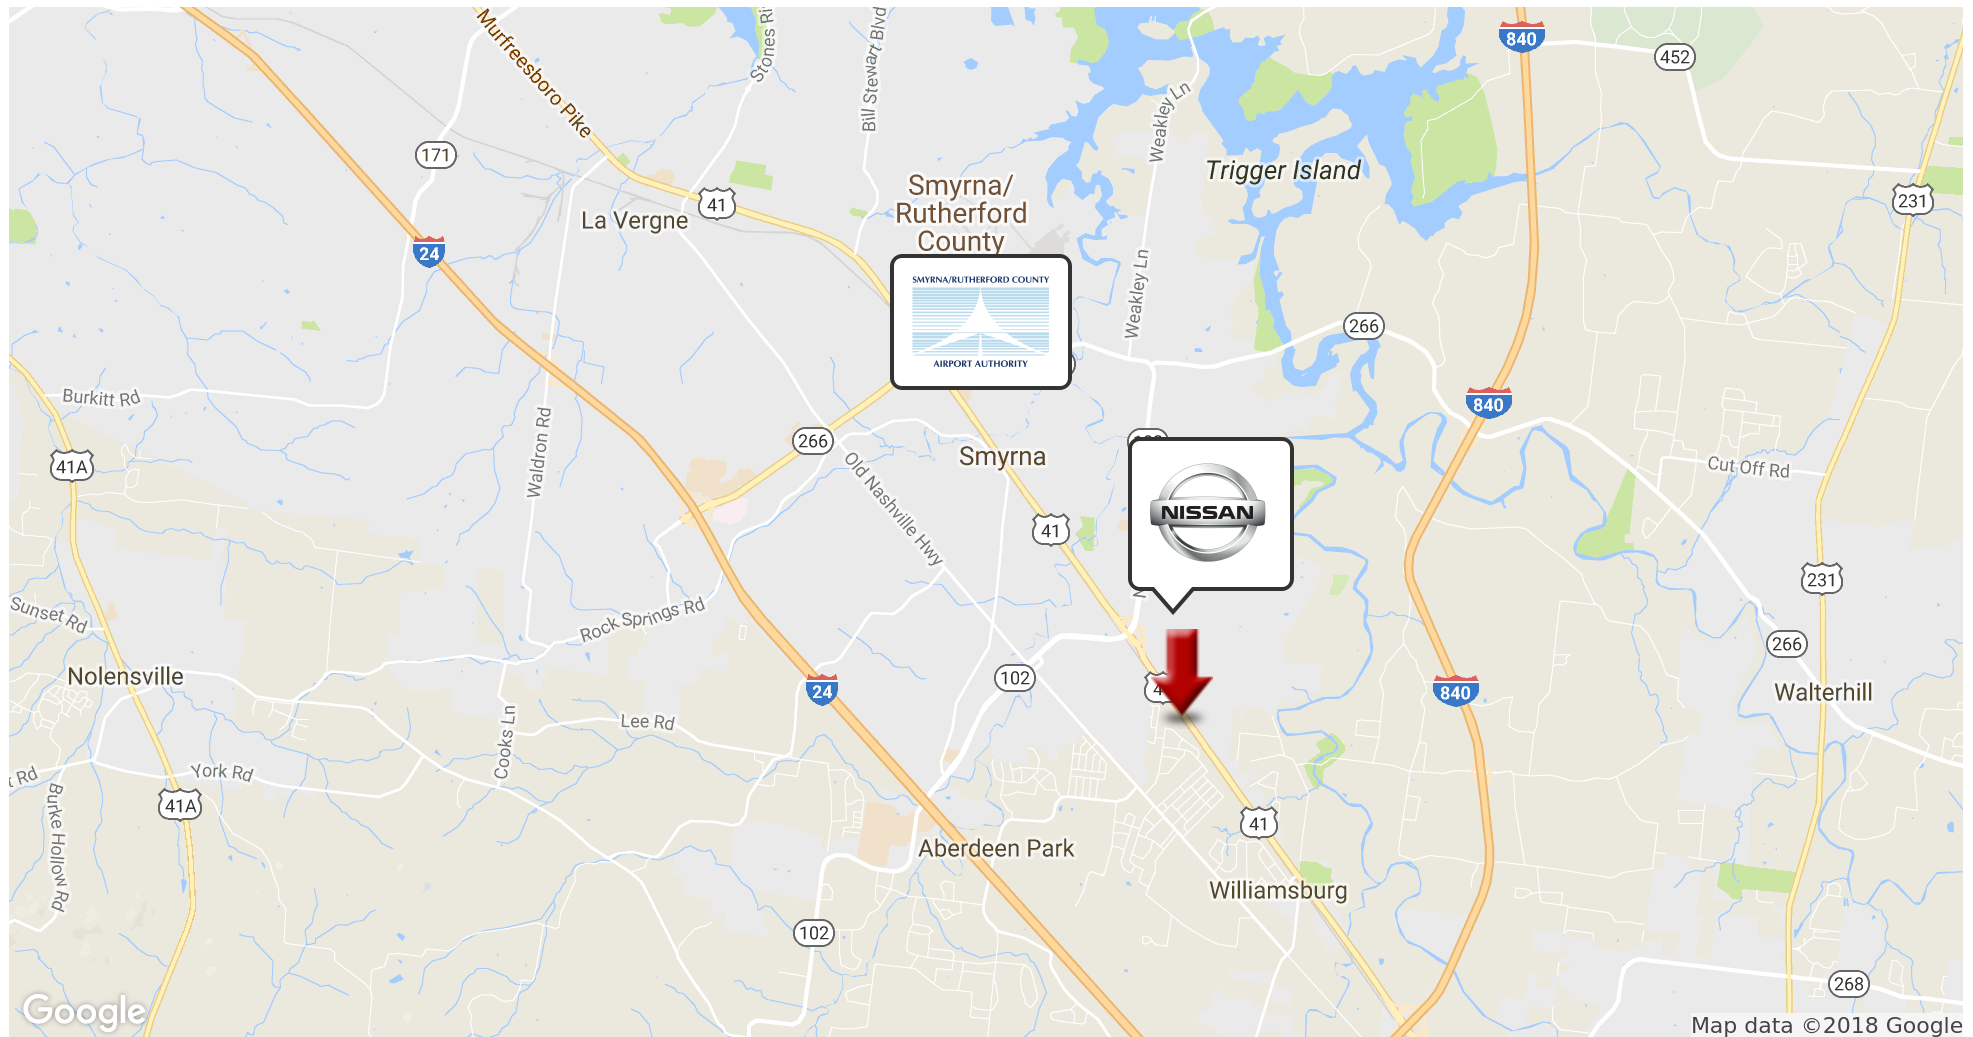 Murfreesboro Pike
Stones
Bill Stewart Blvd
840
452
Weakley Ln
171
Trigger Island
Smyrna/
Rutherford
County
41
La Vergne
231
24
Weakley Ln
SMYRNA/RUTHERFORD COUNTY
AIRPORT AUTHORITY
266
Burkitt Rd
840
Waldron Rd
266
41A
Smyrna
Cut Off Rd
Old Nashville Hwy
NISSAN
41
231
Sunset Rd
Rock Springs Rd
266
Nolensville
102
24
840
Walterhill
Lee Rd
Cooks Ln
York Rd
Rd
41A
Burke Hollow Rd
41
Aberdeen Park
Williamsburg
102
268
Google
Map data ©2018 Google